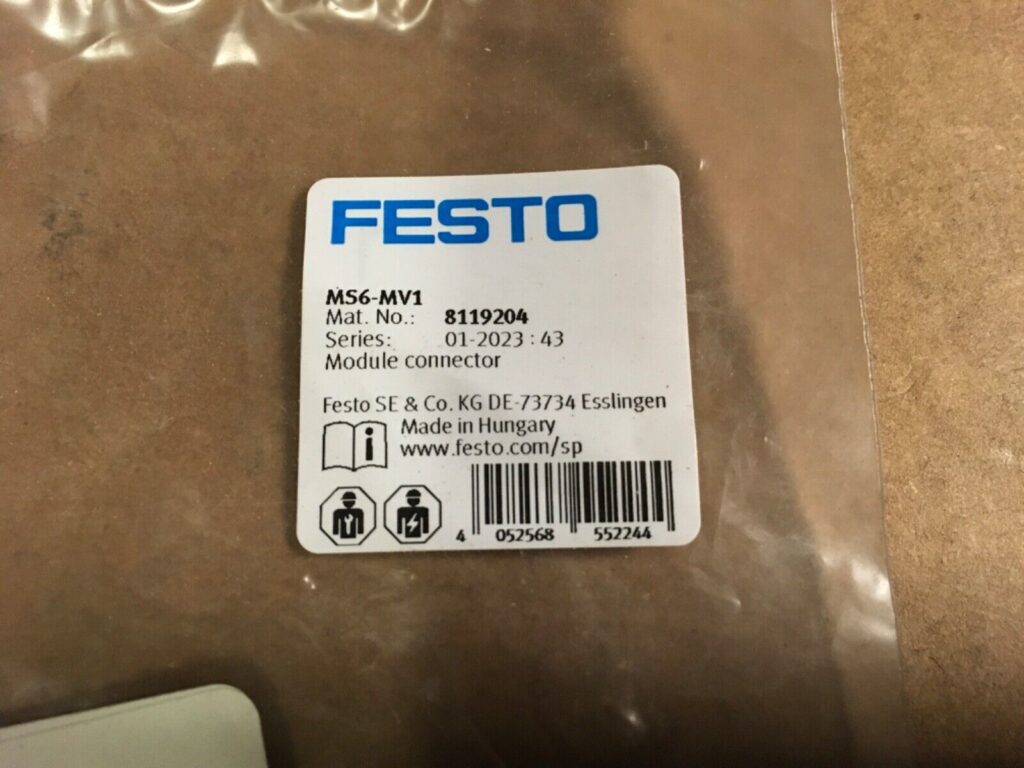 FESTO
MS6-MV1
Mat. No.: 8119204
Series: 01-2023 : 43
Module connector
Festo SE & Co. KG DE-73734 Esslingen
Made in Hungary
www.festo.com/sp
4 052568 552244